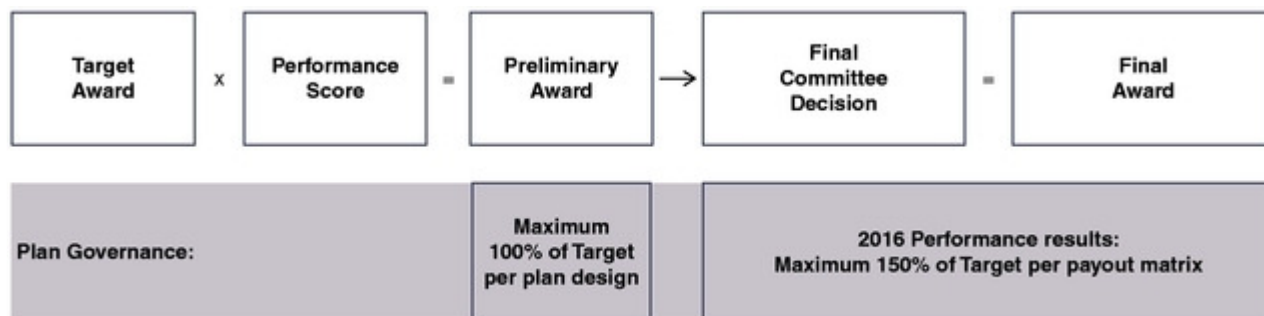 Target
Award
x
Performance
Score
=
Preliminary
Award
→
Final
Committee
Decision
=
Final
Award
Plan Governance:
Maximum
100% of Target
per plan design
2016 Performance results:
Maximum 150% of Target per payout matrix